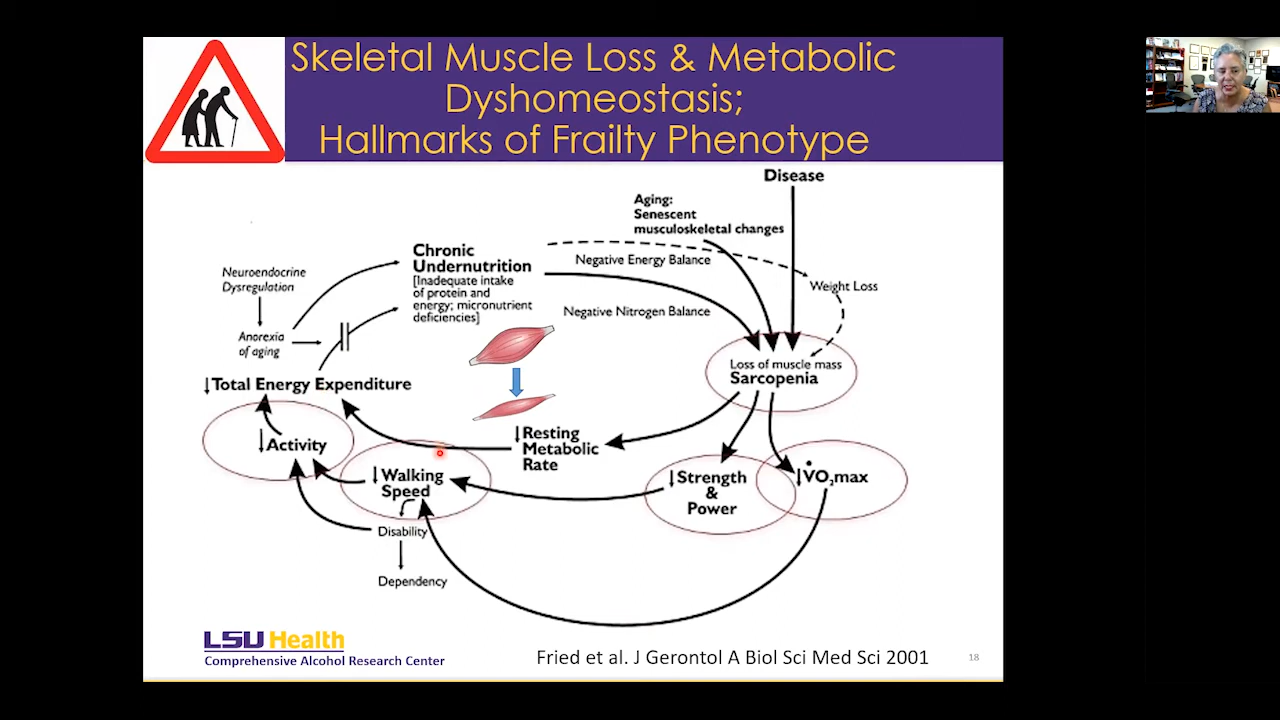 Skeletal Muscle Loss & Metabolic
Dyshomeostasis;
Hallmarks of Frailty Phenotype
Disease
Aging:
Senescent
musculoskeletal changes
Chronic
Undernutrition
[Inadequate intake
of protein and
energy; micronutrient
deficiencies]
Negative Energy Balance
Negative Nitrogen Balance
Weight Loss
Neuroendocrine
Dysregulation
Anorexia
of aging
Loss of muscle mass
Sarcopenia
↓Total Energy Expenditure
↓Activity
↓Resting
Metabolic
Rate
↓Walking
Speed
↓Strength
&
Power
↓V̇O₂max
Disability
Dependency
LSU Health
Comprehensive Alcohol Research Center
Fried et al. J Gerontol A Biol Sci Med Sci 2001
18